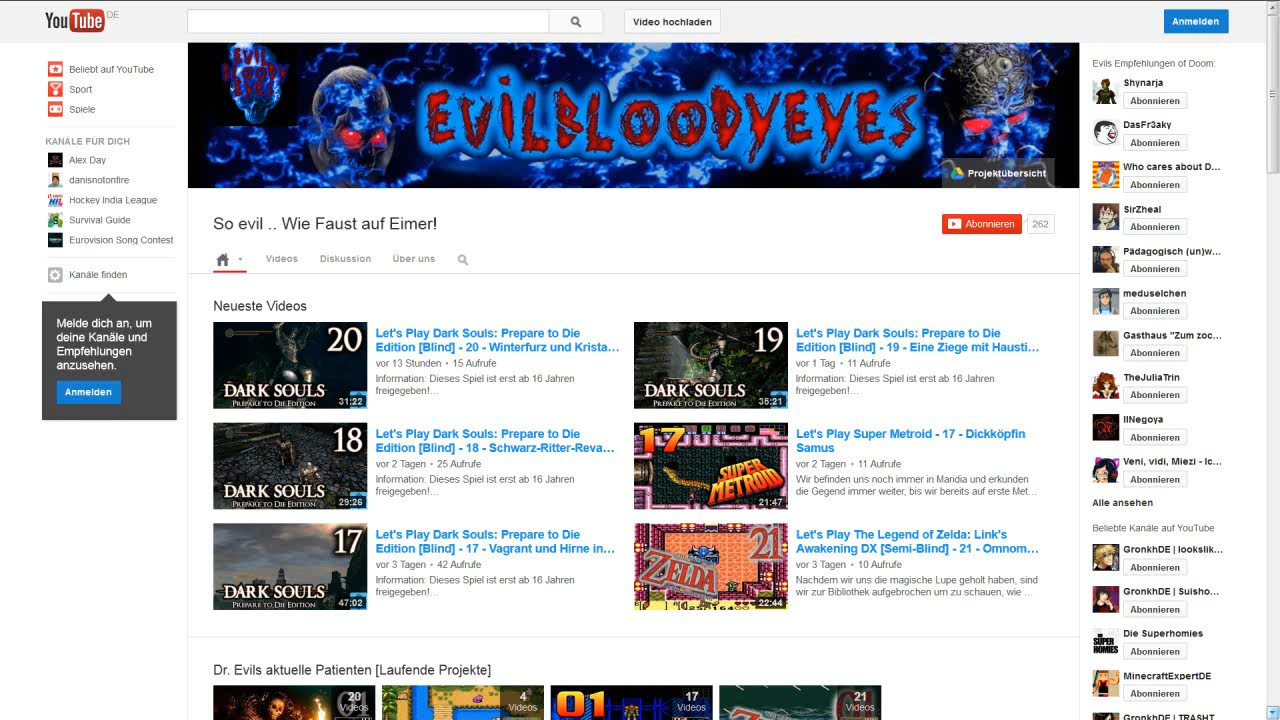 YouTube DE
Video hochladen
Anmelden
Beliebt auf YouTube
Sport
Spiele
KANÄLE FÜR DICH
Alex Day
danisnotonfire
Hockey India League
Survival Guide
Eurovision Song Contest
Kanäle finden
Melde dich an, um
deine Kanäle und
Empfehlungen
anzusehen.
Anmelden
EVIL
BLOODY
EYES
EVILBLOODYEYES
Projektübersicht
So evil .. Wie Faust auf Eimer!
Abonnieren 262
Videos Diskussion Über uns
Neueste Videos
20
DARK SOULS
PREPARE TO DIE EDITION
31:22
Let's Play Dark Souls: Prepare to Die
Edition [Blind] - 20 - Winterfurz und Krista...
vor 13 Stunden • 15 Aufrufe
Information: Dieses Spiel ist erst ab 16 Jahren
freigegeben!...
19
DARK SOULS
PREPARE TO DIE EDITION
35:21
Let's Play Dark Souls: Prepare to Die
Edition [Blind] - 19 - Eine Ziege mit Hausti...
vor 1 Tag • 11 Aufrufe
Information: Dieses Spiel ist erst ab 16 Jahren
freigegeben!...
18
DARK SOULS
PREPARE TO DIE EDITION
29:26
Let's Play Dark Souls: Prepare to Die
Edition [Blind] - 18 - Schwarz-Ritter-Reva...
vor 2 Tagen • 25 Aufrufe
Information: Dieses Spiel ist erst ab 16 Jahren
freigegeben!...
17
SUPER
METROID
21:47
Let's Play Super Metroid - 17 - Dickköpfin
Samus
vor 2 Tagen • 11 Aufrufe
Wir befinden uns noch immer in Maridia und erkunden
die Gegend immer weiter, bis wir bereits auf erste Met...
17
DARK SOULS
PREPARE TO DIE EDITION
47:02
Let's Play Dark Souls: Prepare to Die
Edition [Blind] - 17 - Vagrant und Hirne in...
vor 3 Tagen • 42 Aufrufe
Information: Dieses Spiel ist erst ab 16 Jahren
freigegeben!...
21
ZELDA
22:44
Let's Play The Legend of Zelda: Link's
Awakening DX [Semi-Blind] - 21 - Omnom...
vor 3 Tagen • 10 Aufrufe
Nachdem wir uns die magische Lupe geholt haben, sind
wir zur Bibliothek aufgebrochen um zu schauen, wie ...
Dr. Evils aktuelle Patienten [Laufende Projekte]
20
Videos
4
Videos
01
17
Videos
21
Videos
Evils Empfehlungen of Doom:
Shynarja
Abonnieren
DasFr3aky
Abonnieren
Who cares about D...
Abonnieren
SirZheal
Abonnieren
Pädagogisch (un)w...
Abonnieren
meduselchen
Abonnieren
Gasthaus "Zum zoc...
Abonnieren
TheJuliaTrin
Abonnieren
IINegoya
Abonnieren
Veni, vidi, Miezi - Ic...
Abonnieren
Alle ansehen
Beliebte Kanäle auf YouTube
GronkhDE | lookslik...
Abonnieren
GronkhDE | Suisho...
Abonnieren
DIE
SUPER
HOMIES
Die Superhomies
Abonnieren
MinecraftExpertDE
Abonnieren
GronkhDE | TRASHT